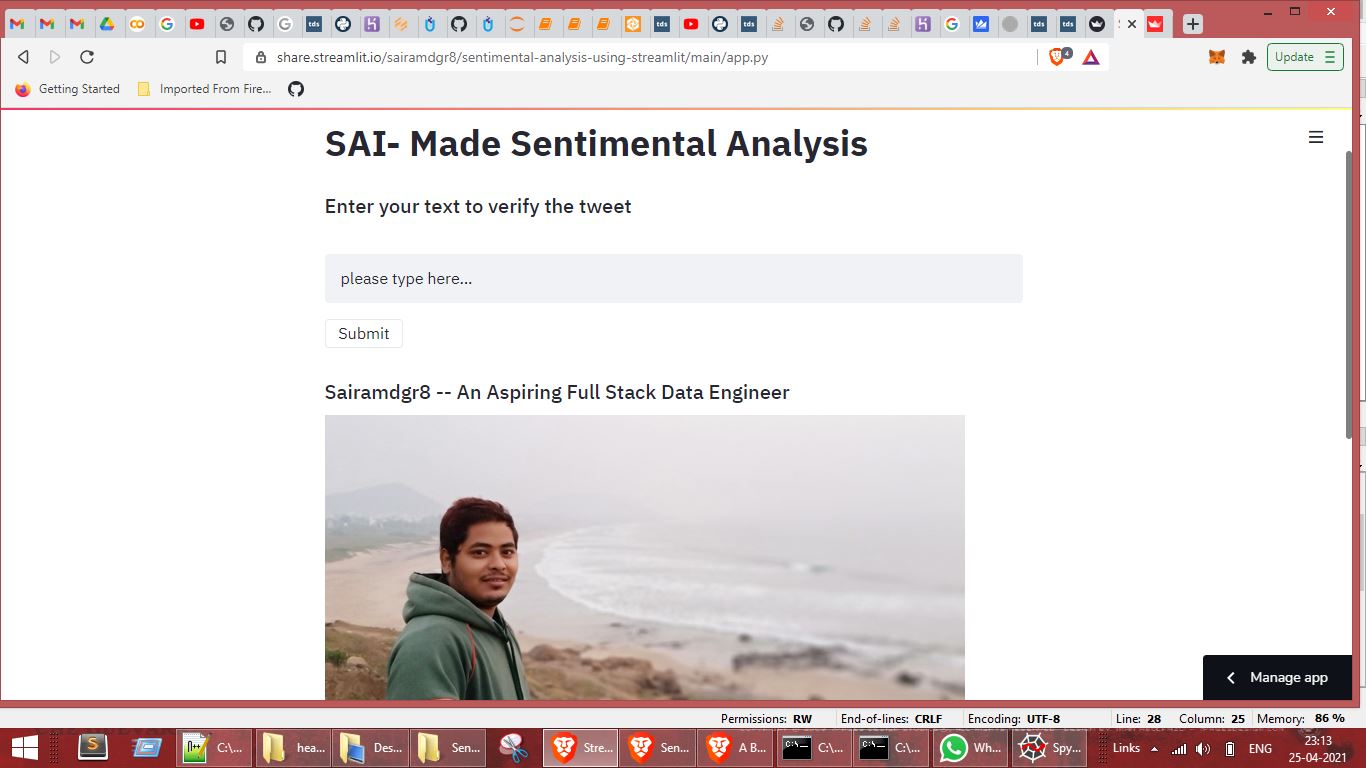 tds
tds
tds
tds
tds
tds
share.streamlit.io/sairamdgr8/sentimental-analysis-using-streamlit/main/app.py
4
Update
Getting Started
Imported From Fire...
SAI- Made Sentimental Analysis
Enter your text to verify the tweet
please type here...
Submit
Sairamdgr8 -- An Aspiring Full Stack Data Engineer
Manage app
Permissions: RW End-of-lines: CRLF Encoding: UTF-8 Line: 28 Column: 25 Memory: 86 %
C:\...
hea...
Des...
Sen...
Stre...
Sen...
A B...
C:\...
C:\...
Wh...
Spy...
Links
ENG
23:13
25-04-2021